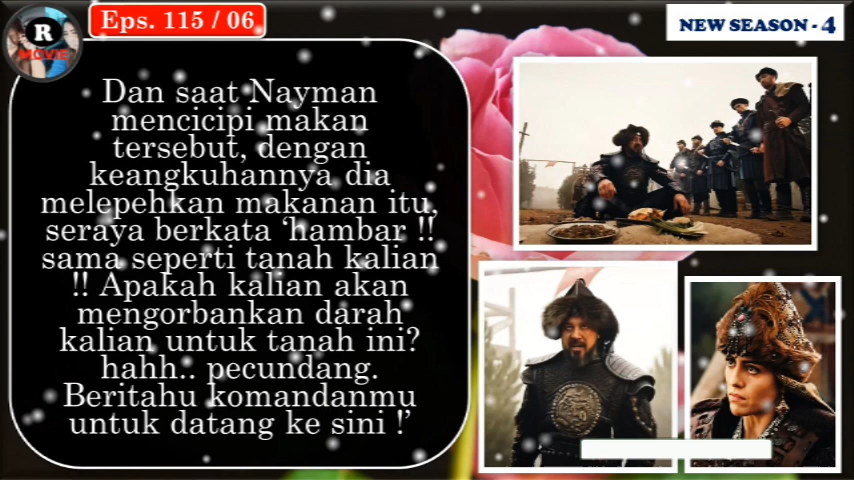 R
MOVIE
Eps. 115 / 06
NEW SEASON - 4
Dan saat Nayman
mencicipi makan
tersebut, dengan
keangkuhannya dia
melepehkan makanan itu,
seraya berkata ‘hambar !!
sama seperti tanah kalian
!! Apakah kalian akan
mengorbankan darah
kalian untuk tanah ini?
hahh.. pecundang.
Beritahu komandanmu
untuk datang ke sini !’